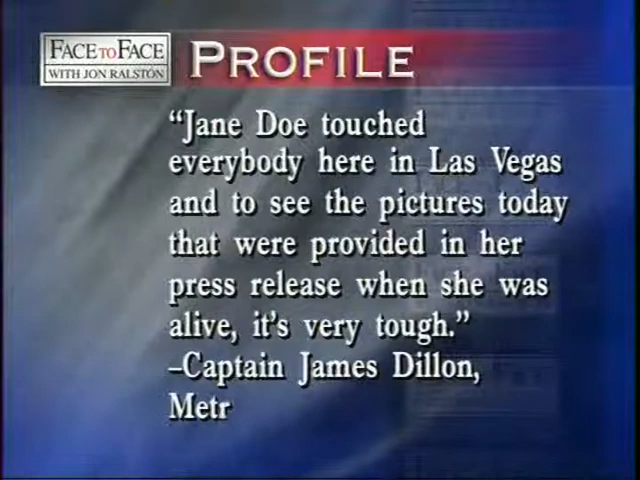 FACE TO FACE
WITH JON RALSTON
PROFILE
“Jane Doe touched
everybody here in Las Vegas
and to see the pictures today
that were provided in her
press release when she was
alive, it's very tough.”
–Captain James Dillon,
Metr